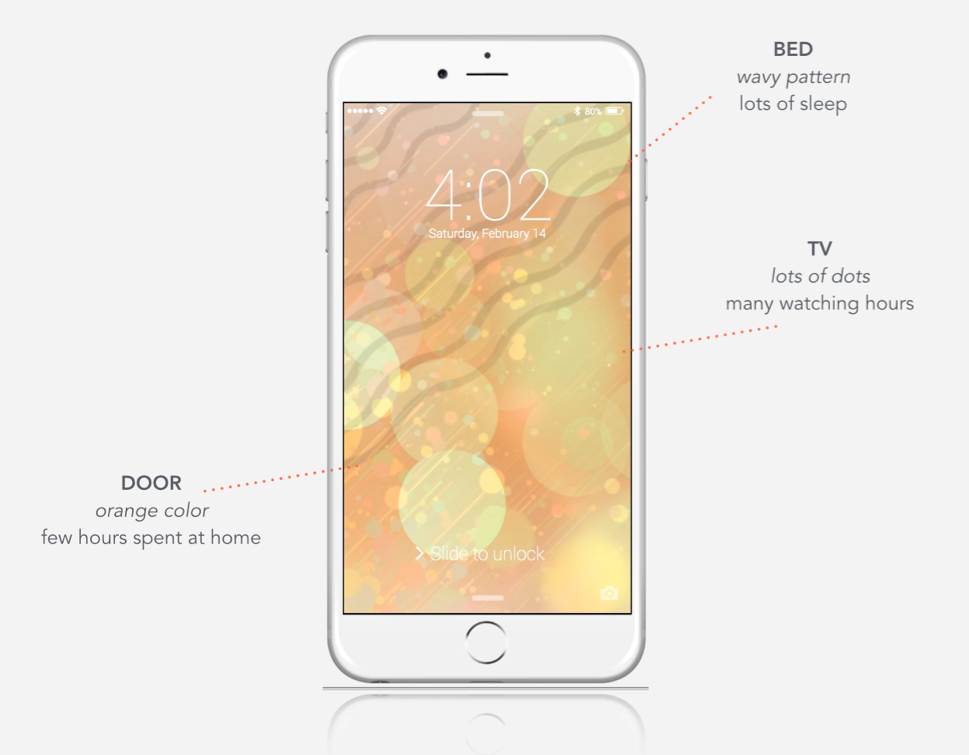 BED
wavy pattern
lots of sleep
80%
4:02
Saturday, February 14
TV
lots of dots
many watching hours
DOOR
orange color
few hours spent at home
> Slide to unlock